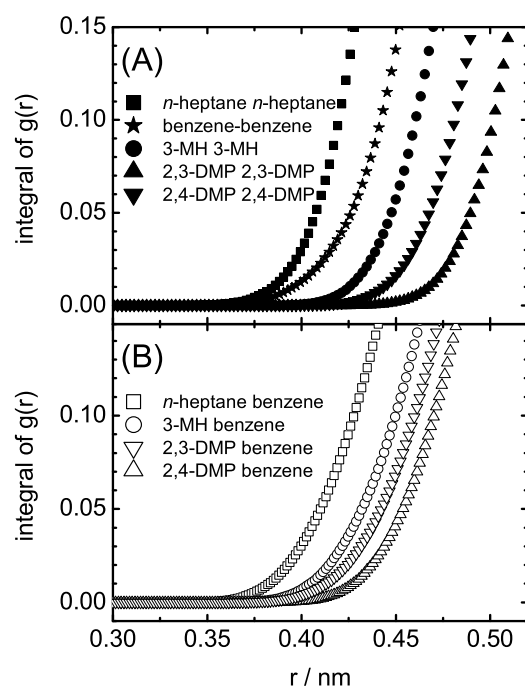 0.15
(A)
n-heptane n-heptane
benzene-benzene
3-MH 3-MH
2,3-DMP 2,3-DMP
2,4-DMP 2,4-DMP
0.10
0.05
0.00
integral of g(r)
(B)
n-heptane benzene
3-MH benzene
2,3-DMP benzene
2,4-DMP benzene
0.10
0.05
0.00
integral of g(r)
0.30 0.35 0.40 0.45 0.50
r / nm